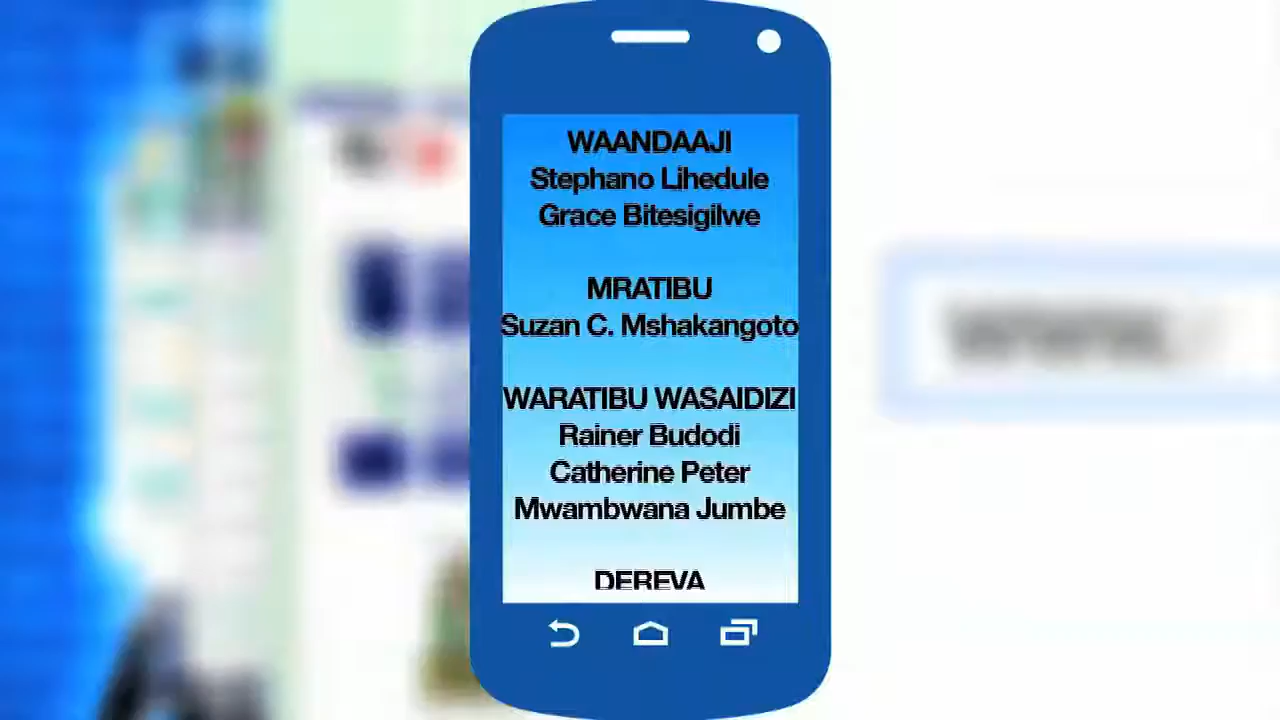 WAANDAAJI
Stephano Lihedule
Grace Bitesigilwe
MRATIBU
Suzan C. Mshakangoto
WARATIBU WASAIDIZI
Rainer Budodi
Catherine Peter
Mwambwana Jumbe
DEREVA